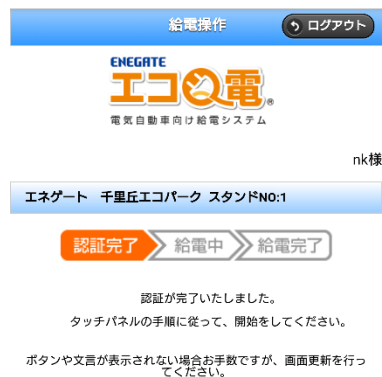 給電操作
ログアウト
ENEGATE
エコQ電®
電気自動車向け給電システム
nk様
エネゲート　千里丘エコパーク スタンドNO:1
認証完了 給電中 給電完了
認証が完了いたしました。
タッチパネルの手順に従って、開始をしてください。
ボタンや文言が表示されない場合お手数ですが、画面更新を行っ
てください。